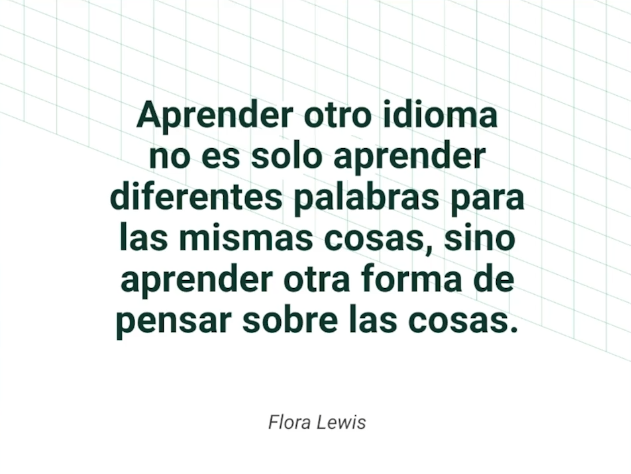 Aprender otro idioma
no es solo aprender
diferentes palabras para
las mismas cosas, sino
aprender otra forma de
pensar sobre las cosas.
Flora Lewis